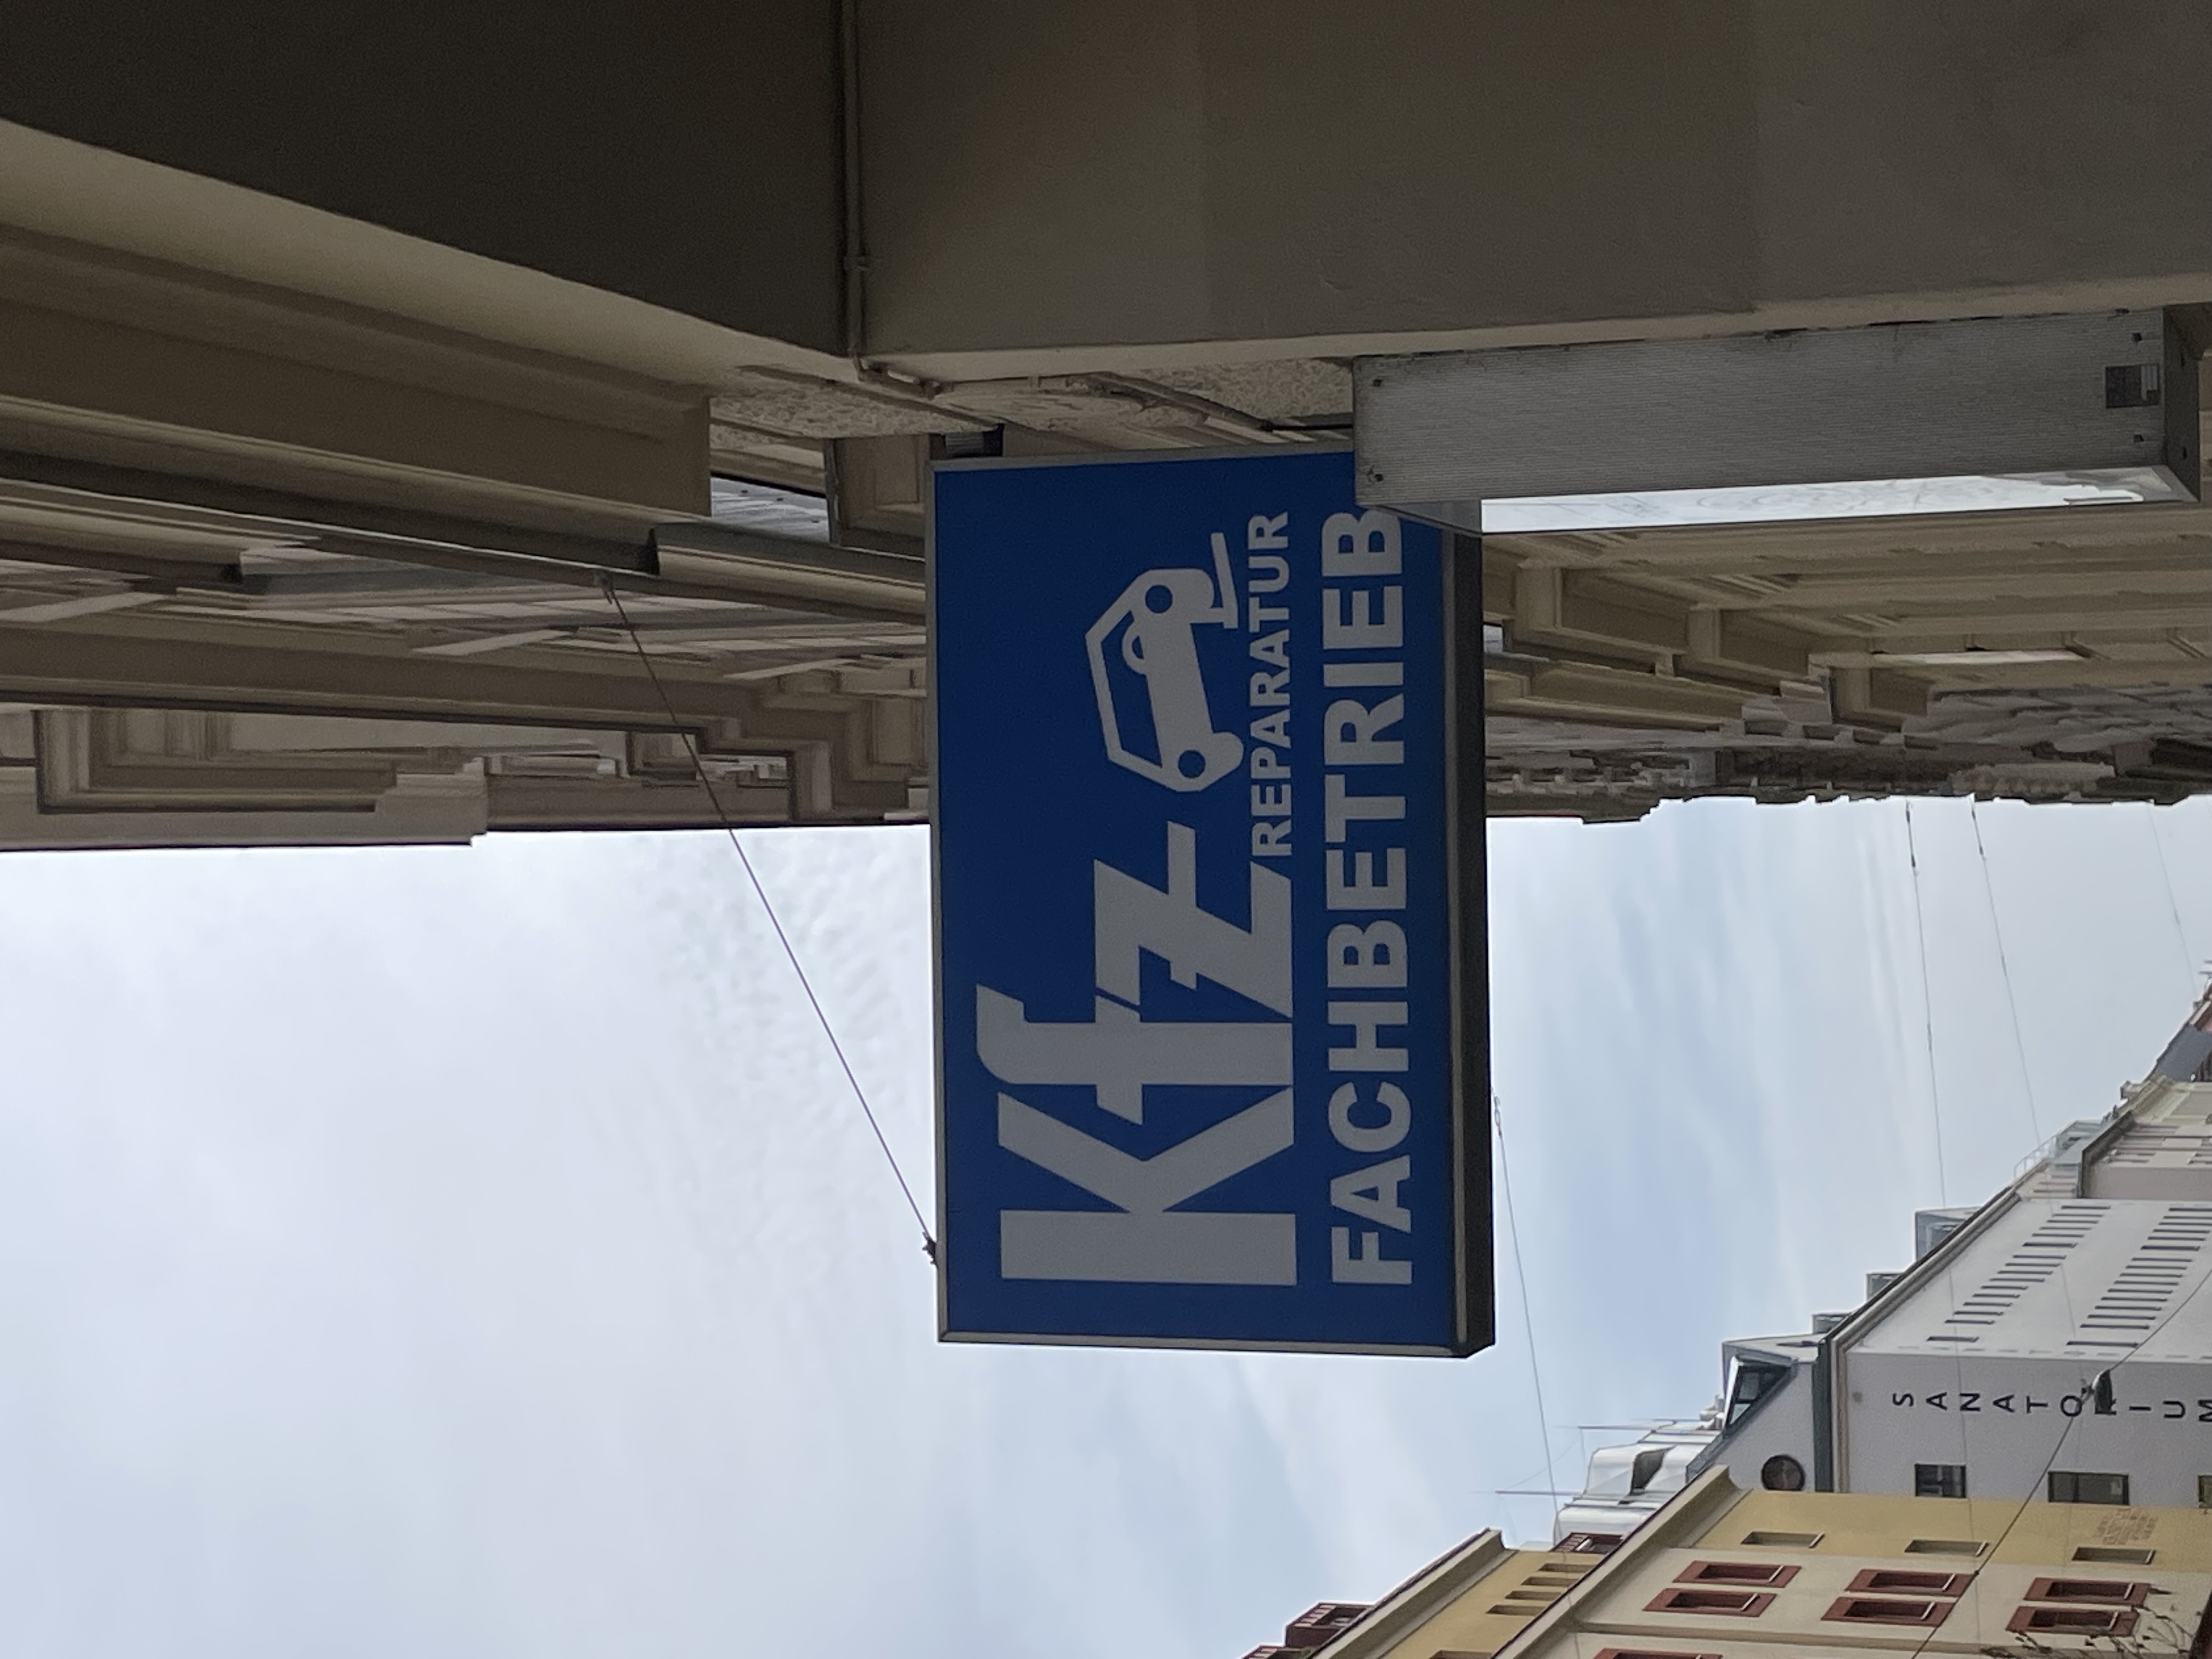 Kfz
REPARATUR
FACHBETRIEB
SANATORIUM